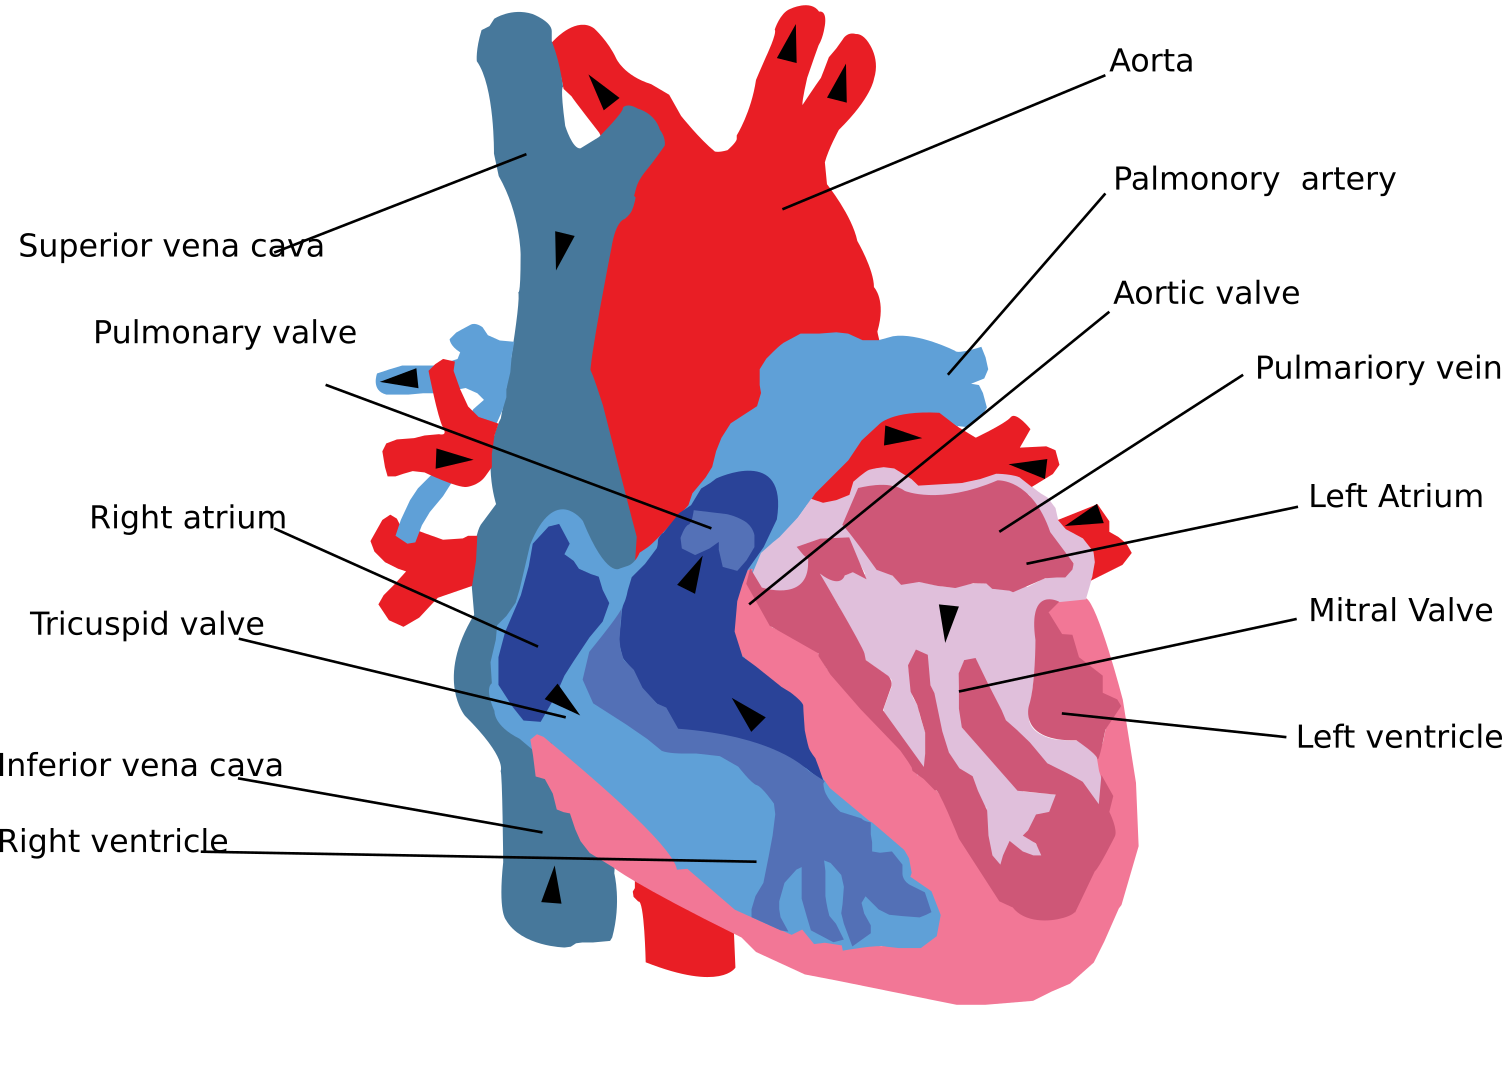 Aorta
Palmonory artery
Superior vena cava
Aortic valve
Pulmonary valve
Pulmariory vein
Left Atrium
Right atrium
Mitral Valve
Tricuspid valve
Left ventricle
Inferior vena cava
Right ventricle